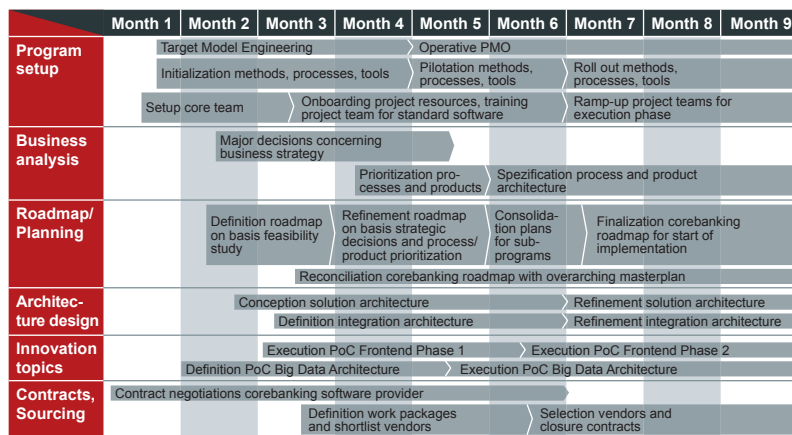 Month 1 Month 2 Month 3 Month 4 Month 5 Month 6 Month 7 Month 8 Month 9
Program
setup
Target Model Engineering
Operative PMO
Initialization methods, processes, tools
Pilotation methods,
processes, tools
Roll out methods,
processes, tools
Setup core team
Onboarding project resources, training
project team for standard software
Ramp-up project teams for
execution phase
Business
analysis
Major decisions concerning
business strategy
Prioritization pro-
cesses and products
Spezification process and product
architecture
Roadmap/
Planning
Definition roadmap
on basis feasibility
study
Refinement roadmap
on basis strategic
decisions and process/
product prioritization
Consolida-
tion plans
for sub-
programs
Finalization corebanking
roadmap for start of
implementation
Reconciliation corebanking roadmap with overarching masterplan
Architec-
ture design
Conception solution architecture
Refinement solution architecture
Definition integration architecture
Refinement integration architecture
Innovation
topics
Execution PoC Frontend Phase 1
Execution PoC Frontend Phase 2
Definition PoC Big Data Architecture
Execution PoC Big Data Architecture
Contracts,
Sourcing
Contract negotiations corebanking software provider
Definition work packages
and shortlist vendors
Selection vendors and
closure contracts